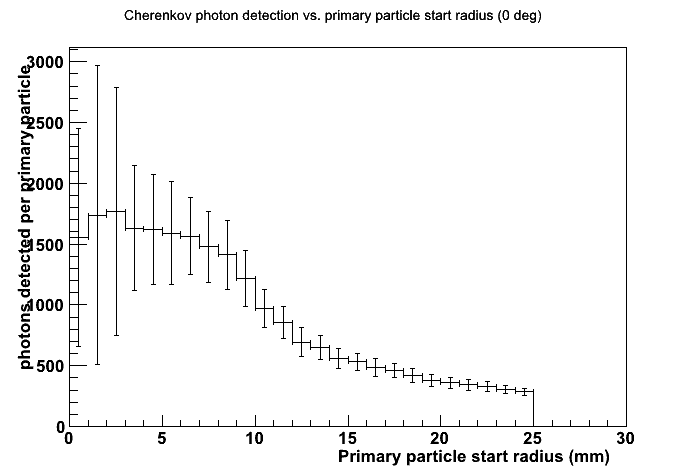 Cherenkov photon detection vs. primary particle start radius (0 deg)
photons detected per primary particle
3000
2500
2000
1500
1000
500
0
0 5 10 15 20 25 30
Primary particle start radius (mm)